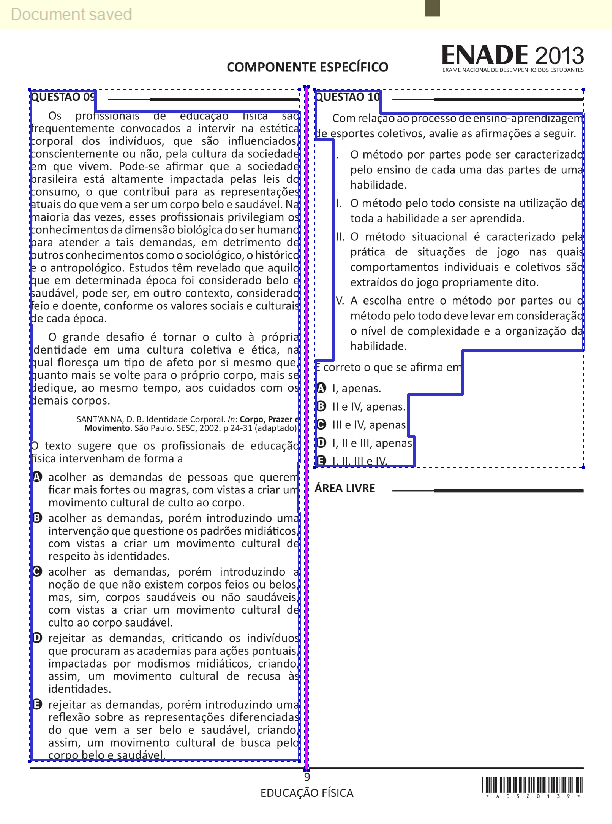 Document saved
ENADE 2013
EXAME NACIONAL DE DESEMPENHO DOS ESTUDANTES
COMPONENTE ESPECÍFICO
QUESTÃO 09
Os profissionais de educação física são
frequentemente convocados a intervir na estética
corporal dos indivíduos, que são influenciados,
conscientemente ou não, pela cultura da sociedade
em que vivem. Pode-se afirmar que a sociedade
brasileira está altamente impactada pelas leis do
consumo, o que contribui para as representações
atuais do que vem a ser um corpo belo e saudável. Na
maioria das vezes, esses profissionais privilegiam os
conhecimentos da dimensão biológica do ser humano
para atender a tais demandas, em detrimento de
outros conhecimentos como o sociológico, o histórico
e o antropológico. Estudos têm revelado que aquilo
que em determinada época foi considerado belo e
saudável, pode ser, em outro contexto, considerado
feio e doente, conforme os valores sociais e culturais
de cada época.
O grande desafio é tornar o culto à própria
identidade em uma cultura coletiva e ética, na
qual floresça um tipo de afeto por si mesmo que,
quanto mais se volte para o próprio corpo, mais se
dedique, ao mesmo tempo, aos cuidados com os
demais corpos.
SANT'ANNA, D. B. Identidade Corporal. In: Corpo, Prazer e
Movimento. São Paulo. SESC, 2002. p 24-31 (adaptado)
O texto sugere que os profissionais de educação
física intervenham de forma a
A acolher as demandas de pessoas que querem
ficar mais fortes ou magras, com vistas a criar um
movimento cultural de culto ao corpo.
B acolher as demandas, porém introduzindo uma
intervenção que questione os padrões midiáticos,
com vistas a criar um movimento cultural de
respeito às identidades.
C acolher as demandas, porém introduzindo a
noção de que não existem corpos feios ou belos,
mas, sim, corpos saudáveis ou não saudáveis,
com vistas a criar um movimento cultural de
culto ao corpo saudável.
D rejeitar as demandas, criticando os indivíduos
que procuram as academias para ações pontuais,
impactadas por modismos midiáticos, criando,
assim, um movimento cultural de recusa às
identidades.
E rejeitar as demandas, porém introduzindo uma
reflexão sobre as representações diferenciadas
do que vem a ser belo e saudável, criando,
assim, um movimento cultural de busca pelo
corpo belo e saudável.
QUESTÃO 10
Com relação ao processo de ensino-aprendizagem
de esportes coletivos, avalie as afirmações a seguir.
I. O método por partes pode ser caracterizado
pelo ensino de cada uma das partes de uma
habilidade.
II. O método pelo todo consiste na utilização de
toda a habilidade a ser aprendida.
III. O método situacional é caracterizado pela
prática de situações de jogo nas quais
comportamentos individuais e coletivos são
extraídos do jogo propriamente dito.
IV. A escolha entre o método por partes ou o
método pelo todo deve levar em consideração
o nível de complexidade e a organização da
habilidade.
É correto o que se afirma em
A I, apenas.
B II e IV, apenas.
C III e IV, apenas.
D I, II e III, apenas.
E I, II, III e IV.
ÁREA LIVRE
9
EDUCAÇÃO FÍSICA